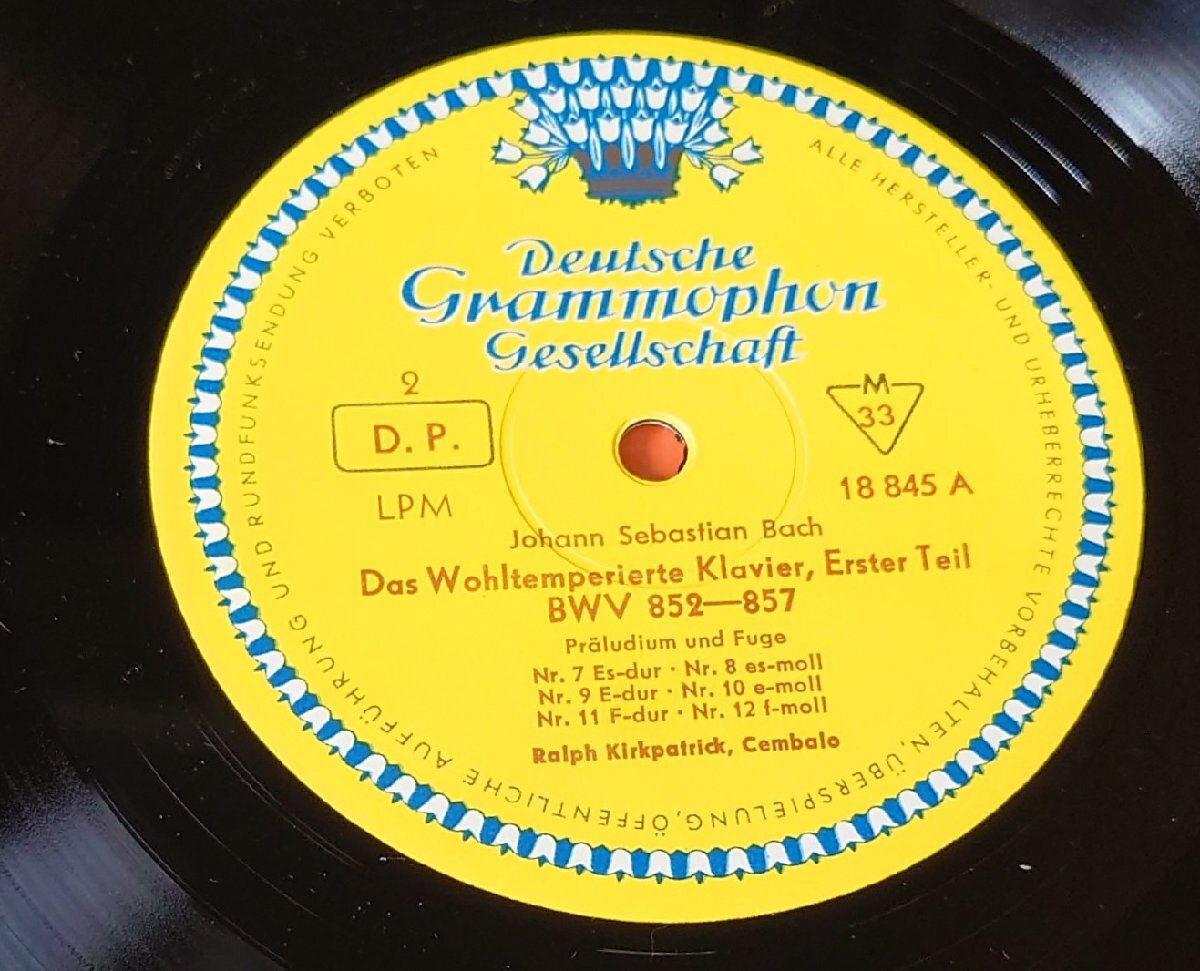 Deutsche
Grammophon
Gesellschaft
2
D. P.
LPM
M
33
18 845 A
Johann Sebastian Bach
Das Wohltemperierte Klavier, Erster Teil
BWV 852—857
Präludium und Fuge
Nr. 7 Es-dur · Nr. 8 es-moll
Nr. 9 E-dur · Nr. 10 e-moll
Nr. 11 F-dur · Nr. 12 f-moll
Ralph Kirkpatrick, Cembalo
ALLE HERSTELLER- UND URHEBERRECHTE VORBEHALTEN, ÜBERSPIELUNG, ÖFFENTLICHE AUFFÜHRUNG UND RUNDFUNKSENDUNG VERBOTEN